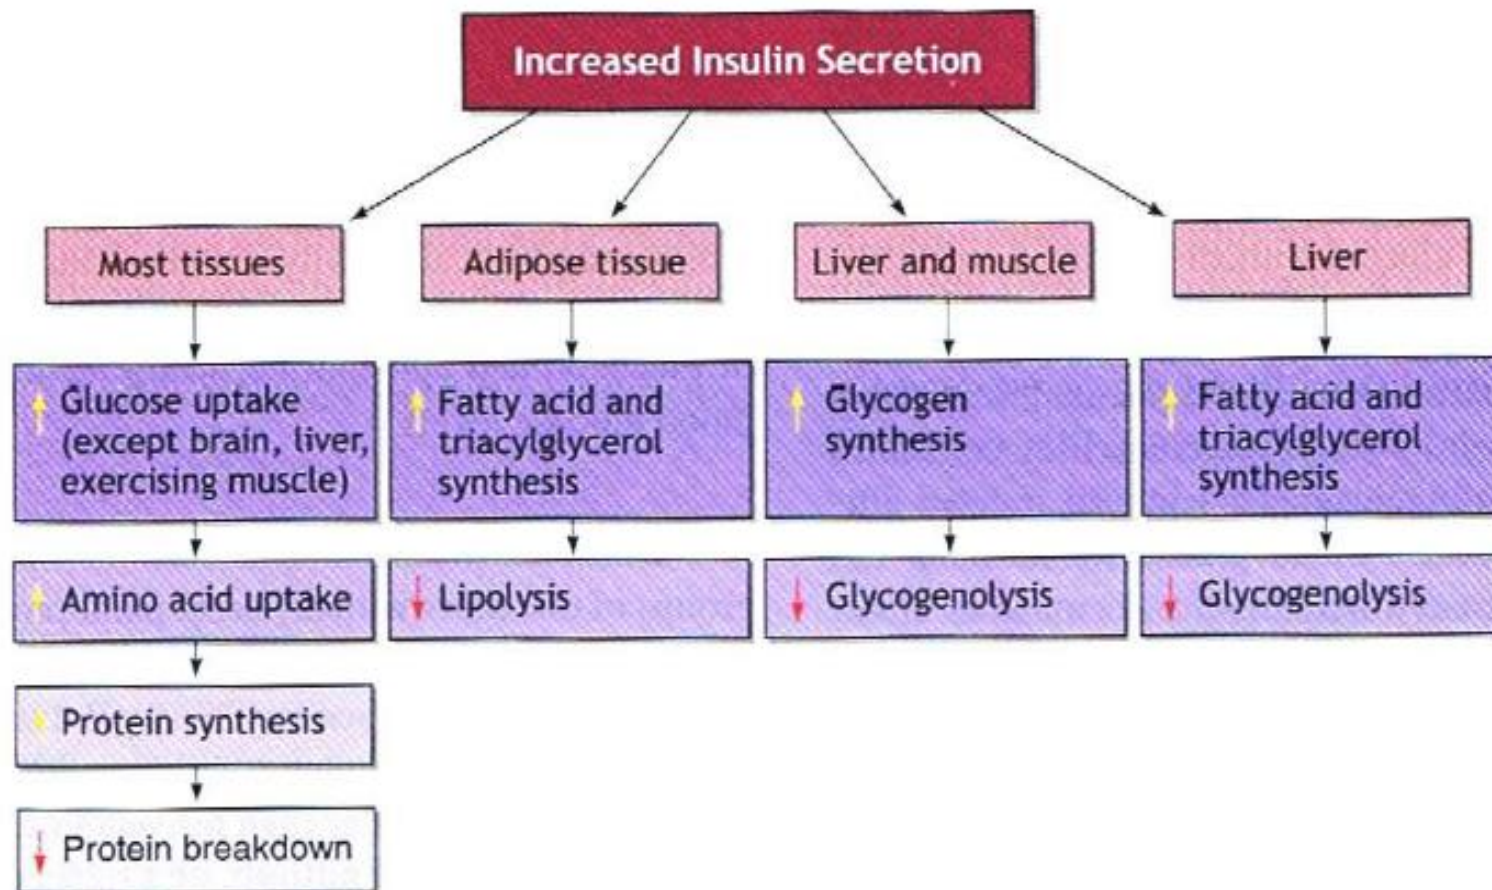 Increased Insulin Secretion
Most tissues
Adipose tissue
Liver and muscle
Liver
Glucose uptake
(except brain, liver,
exercising muscle)
Fatty acid and
triacylglycerol
synthesis
Glycogen
synthesis
Fatty acid and
triacylglycerol
synthesis
Amino acid uptake
Lipolysis
Glycogenolysis
Glycogenolysis
Protein synthesis
Protein breakdown